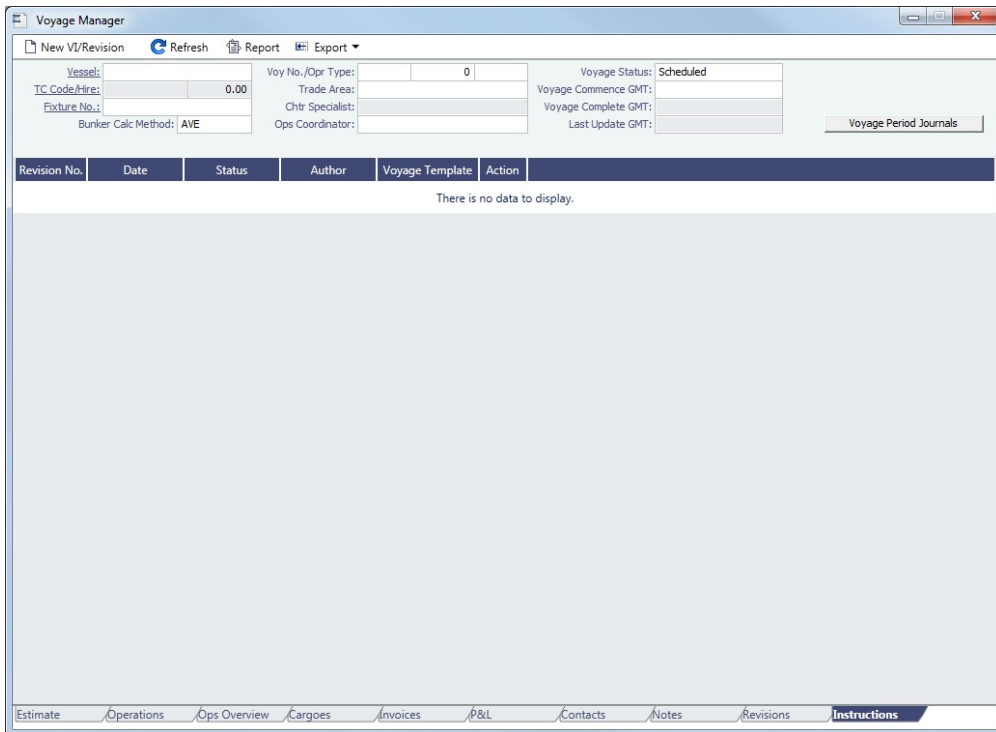 Voyage Manager
New VI/Revision Refresh Report Export
Vessel: Voy No./Opr Type: 0 Voyage Status: Scheduled
TC Code/Hire: 0.00 Trade Area: Voyage Commence GMT:
Fixture No.: Chtr Specialist: Voyage Complete GMT:
Bunker Calc Method: AVE Ops Coordinator: Last Update GMT: Voyage Period Journals
Revision No. Date Status Author Voyage Template Action
There is no data to display.
Estimate Operations Ops Overview Cargoes Invoices P&L Contacts Notes Revisions Instructions